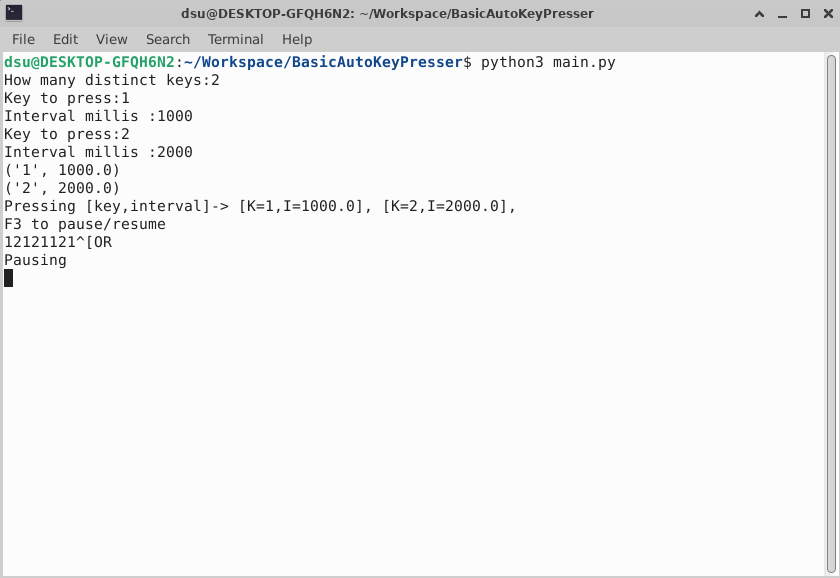 dsu@DESKTOP-GFQH6N2: ~/Workspace/BasicAutoKeyPresser
File Edit View Search Terminal Help
dsu@DESKTOP-GFQH6N2:~/Workspace/BasicAutoKeyPresser$ python3 main.py
How many distinct keys:2
Key to press:1
Interval millis :1000
Key to press:2
Interval millis :2000
('1', 1000.0)
('2', 2000.0)
Pressing [key,interval]-> [K=1,I=1000.0], [K=2,I=2000.0],
F3 to pause/resume
12121121^[OR
Pausing